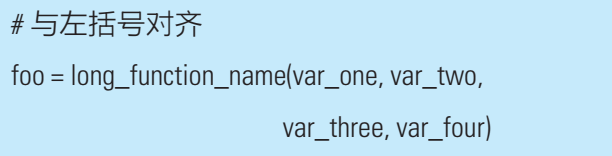 # 与左括号对齐
foo = long_function_name(var_one, var_two,
var_three, var_four)